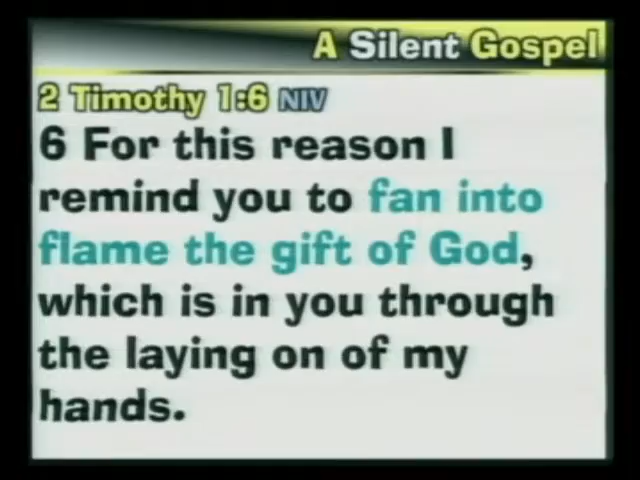 A Silent Gospel
2 Timothy 1:6 NIV
6 For this reason I
remind you to fan into
flame the gift of God,
which is in you through
the laying on of my
hands.